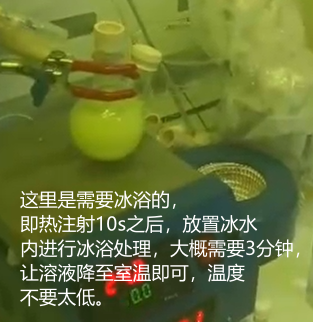 这里是需要冰浴的，
即热注射10s之后，放置冰水
内进行冰浴处理，大概需要3分钟，
让溶液降至室温即可，温度
不要太低。
0.0